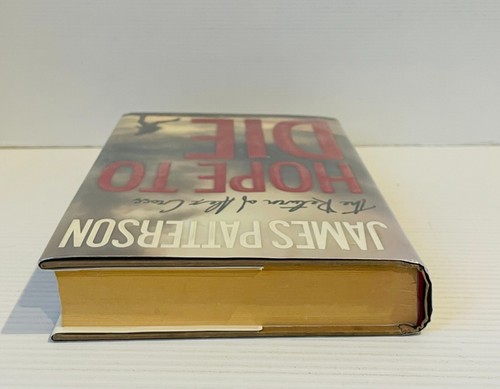 JAMES PATTERSON
The Return of Alex Cross
HOPE TO
DIE